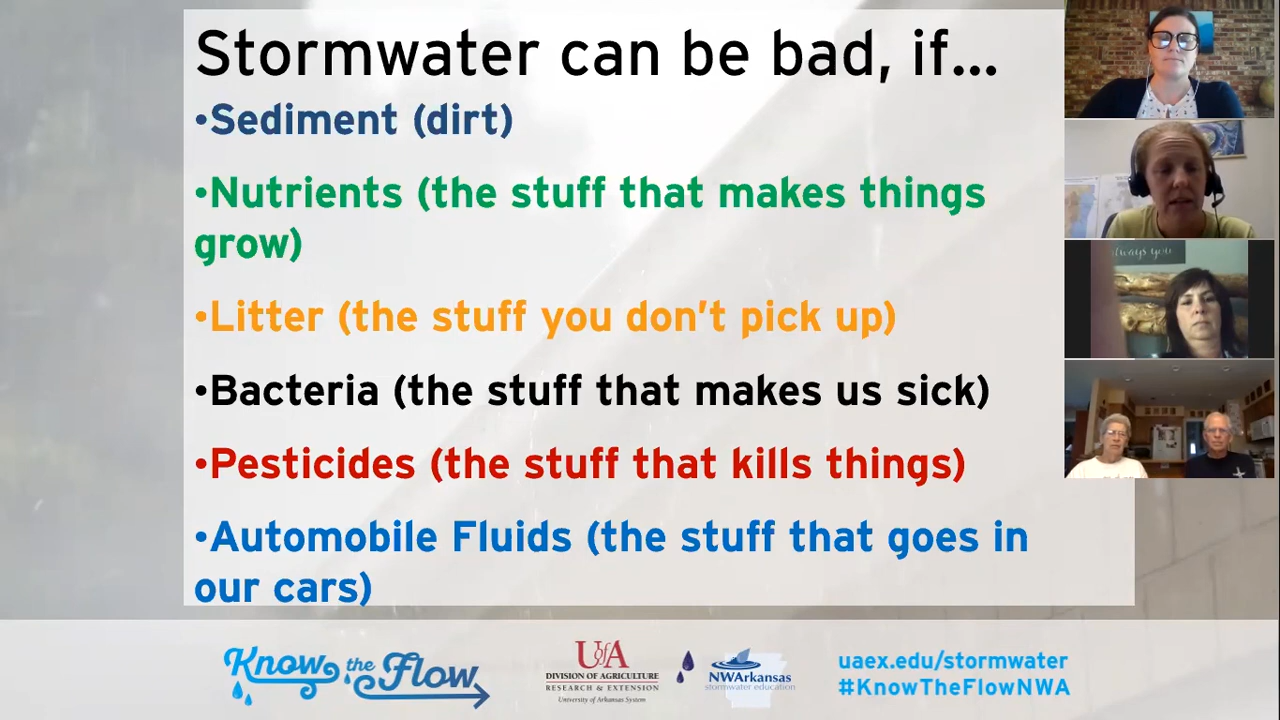 Stormwater can be bad, if...
•Sediment (dirt)
•Nutrients (the stuff that makes things
grow)
•Litter (the stuff you don't pick up)
•Bacteria (the stuff that makes us sick)
•Pesticides (the stuff that kills things)
•Automobile Fluids (the stuff that goes in
our cars)
always you
Know the Flow
UofA
DIVISION OF AGRICULTURE
RESEARCH & EXTENSION
University of Arkansas System
NWArkansas
stormwater education
uaex.edu/stormwater
#KnowTheFlowNWA